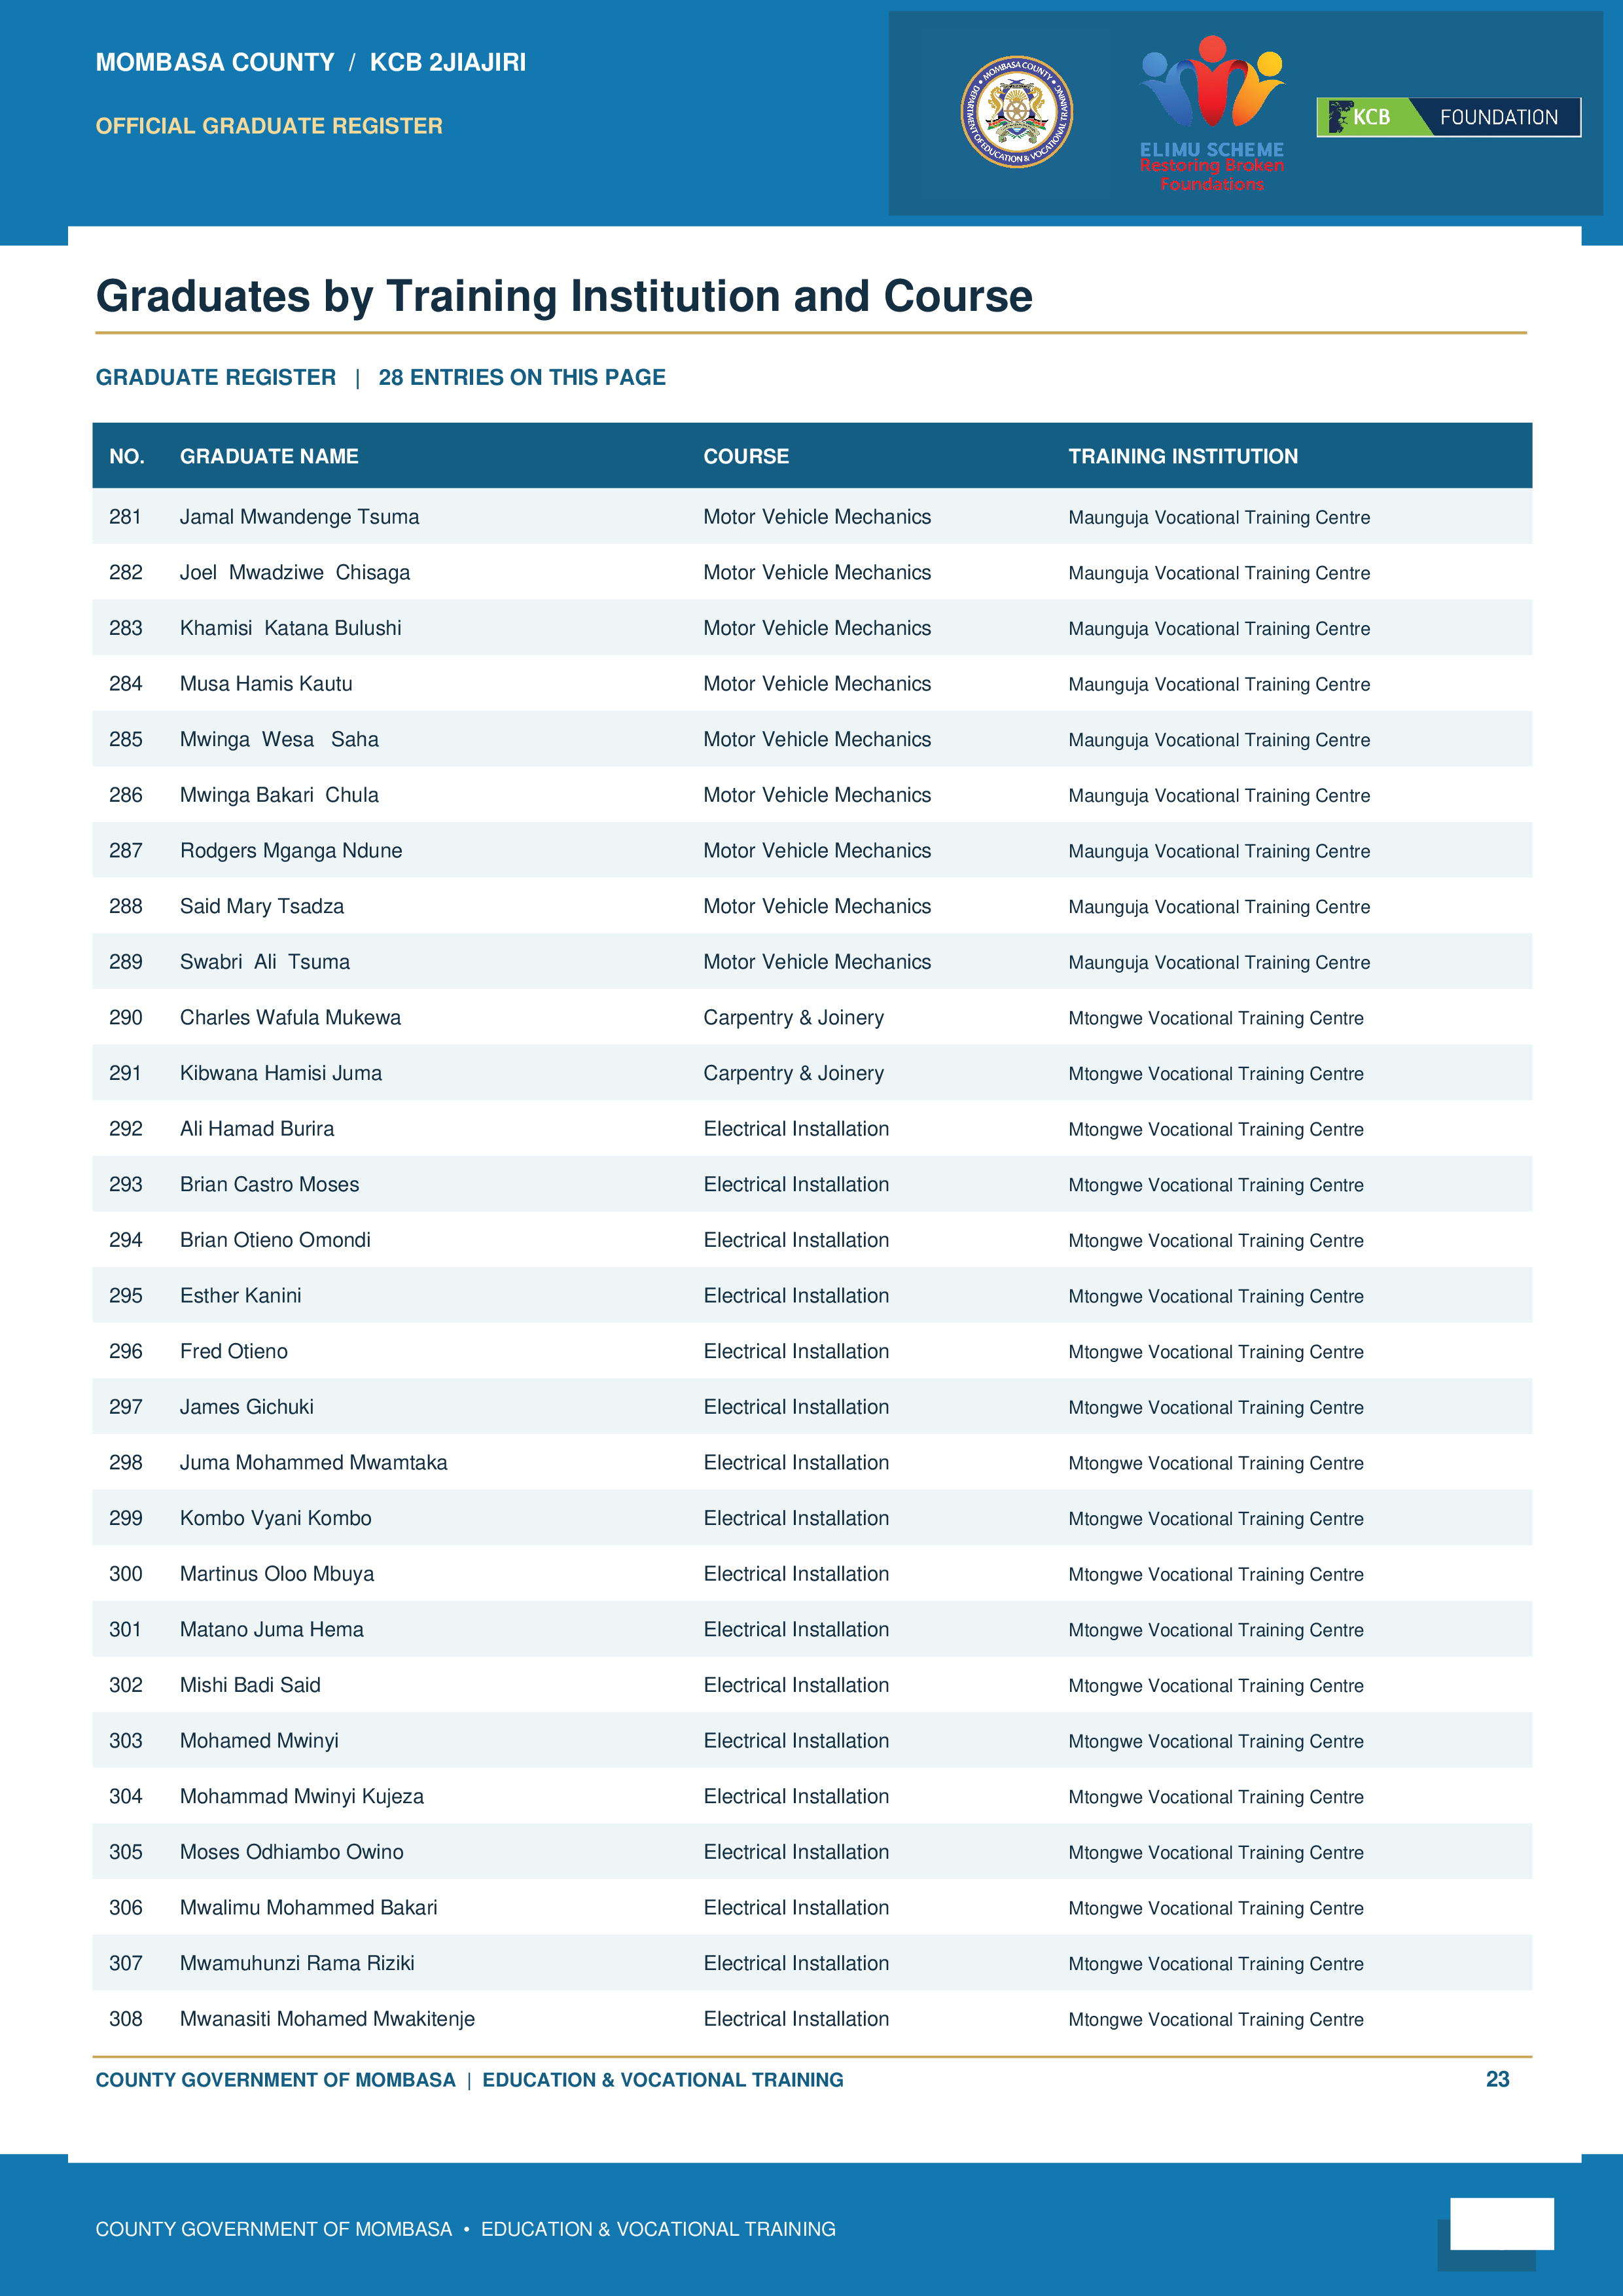 MOMBASA COUNTY / KCB 2JIAJIRI
OFFICIAL GRADUATE REGISTER
MOMBASA COUNTY
DEPARTMENT OF EDUCATION & VOCATIONAL TRAINING
ELIMU SCHEME
Restoring Broken
Foundations
KCB FOUNDATION
Graduates by Training Institution and Course
GRADUATE REGISTER | 28 ENTRIES ON THIS PAGE
NO. GRADUATE NAME COURSE TRAINING INSTITUTION
281 Jamal Mwandenge Tsuma Motor Vehicle Mechanics Maunguja Vocational Training Centre
282 Joel Mwadziwe Chisaga Motor Vehicle Mechanics Maunguja Vocational Training Centre
283 Khamisi Katana Bulushi Motor Vehicle Mechanics Maunguja Vocational Training Centre
284 Musa Hamis Kautu Motor Vehicle Mechanics Maunguja Vocational Training Centre
285 Mwinga Wesa Saha Motor Vehicle Mechanics Maunguja Vocational Training Centre
286 Mwinga Bakari Chula Motor Vehicle Mechanics Maunguja Vocational Training Centre
287 Rodgers Mganga Ndune Motor Vehicle Mechanics Maunguja Vocational Training Centre
288 Said Mary Tsadza Motor Vehicle Mechanics Maunguja Vocational Training Centre
289 Swabri Ali Tsuma Motor Vehicle Mechanics Maunguja Vocational Training Centre
290 Charles Wafula Mukewa Carpentry & Joinery Mtongwe Vocational Training Centre
291 Kibwana Hamisi Juma Carpentry & Joinery Mtongwe Vocational Training Centre
292 Ali Hamad Burira Electrical Installation Mtongwe Vocational Training Centre
293 Brian Castro Moses Electrical Installation Mtongwe Vocational Training Centre
294 Brian Otieno Omondi Electrical Installation Mtongwe Vocational Training Centre
295 Esther Kanini Electrical Installation Mtongwe Vocational Training Centre
296 Fred Otieno Electrical Installation Mtongwe Vocational Training Centre
297 James Gichuki Electrical Installation Mtongwe Vocational Training Centre
298 Juma Mohammed Mwamtaka Electrical Installation Mtongwe Vocational Training Centre
299 Kombo Vyani Kombo Electrical Installation Mtongwe Vocational Training Centre
300 Martinus Oloo Mbuya Electrical Installation Mtongwe Vocational Training Centre
301 Matano Juma Hema Electrical Installation Mtongwe Vocational Training Centre
302 Mishi Badi Said Electrical Installation Mtongwe Vocational Training Centre
303 Mohamed Mwinyi Electrical Installation Mtongwe Vocational Training Centre
304 Mohammad Mwinyi Kujeza Electrical Installation Mtongwe Vocational Training Centre
305 Moses Odhiambo Owino Electrical Installation Mtongwe Vocational Training Centre
306 Mwalimu Mohammed Bakari Electrical Installation Mtongwe Vocational Training Centre
307 Mwamuhunzi Rama Riziki Electrical Installation Mtongwe Vocational Training Centre
308 Mwanasiti Mohamed Mwakitenje Electrical Installation Mtongwe Vocational Training Centre
COUNTY GOVERNMENT OF MOMBASA | EDUCATION & VOCATIONAL TRAINING 23
COUNTY GOVERNMENT OF MOMBASA • EDUCATION & VOCATIONAL TRAINING